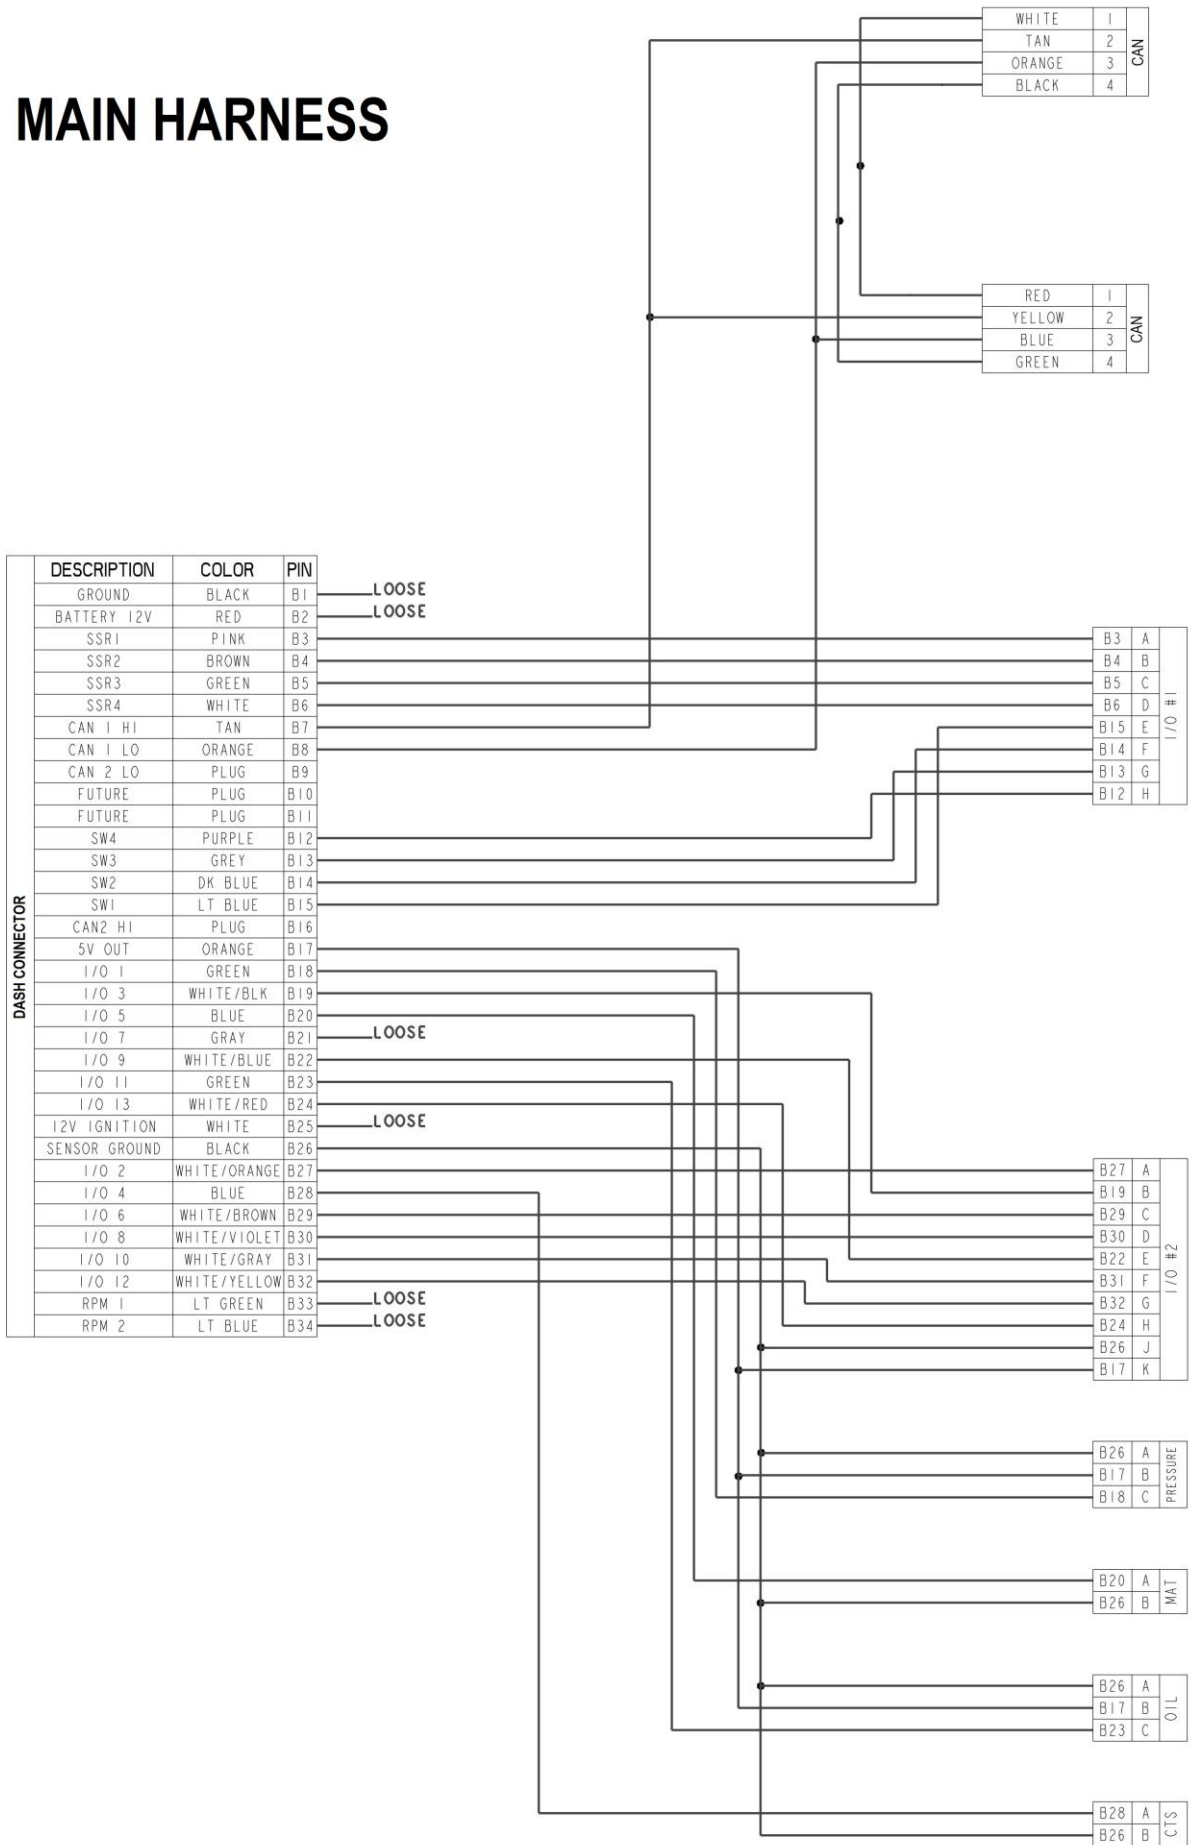 WHITE 1
TAN 2
ORANGE 3
BLACK 4
CAN
MAIN HARNESS
RED 1
YELLOW 2
BLUE 3
GREEN 4
CAN
DASH CONNECTOR
DESCRIPTION COLOR PIN
GROUND BLACK B1 LOOSE
BATTERY 12V RED B2 LOOSE
SSR1 PINK B3
SSR2 BROWN B4
SSR3 GREEN B5
SSR4 WHITE B6
CAN 1 HI TAN B7
CAN 1 LO ORANGE B8
CAN 2 LO PLUG B9
FUTURE PLUG B10
FUTURE PLUG B11
SW4 PURPLE B12
SW3 GREY B13
SW2 DK BLUE B14
SW1 LT BLUE B15
CAN2 HI PLUG B16
5V OUT ORANGE B17
I/O 1 GREEN B18
I/O 3 WHITE/BLK B19
I/O 5 BLUE B20
I/O 7 GRAY B21 LOOSE
I/O 9 WHITE/BLUE B22
I/O 11 GREEN B23
I/O 13 WHITE/RED B24
12V IGNITION WHITE B25 LOOSE
SENSOR GROUND BLACK B26
I/O 2 WHITE/ORANGE B27
I/O 4 BLUE B28
I/O 6 WHITE/BROWN B29
I/O 8 WHITE/VIOLET B30
I/O 10 WHITE/GRAY B31
I/O 12 WHITE/YELLOW B32
RPM 1 LT GREEN B33 LOOSE
RPM 2 LT BLUE B34 LOOSE
B3 A
B4 B
B5 C
B6 D
B15 E
B14 F
B13 G
B12 H
I/O #1
B27 A
B19 B
B29 C
B30 D
B22 E
B31 F
B32 G
B24 H
B26 J
B17 K
I/O #2
B26 A
B17 B
B18 C
PRESSURE
B20 A
B26 B
MAT
B26 A
B17 B
B23 C
OIL
B28 A
B26 B
CTS